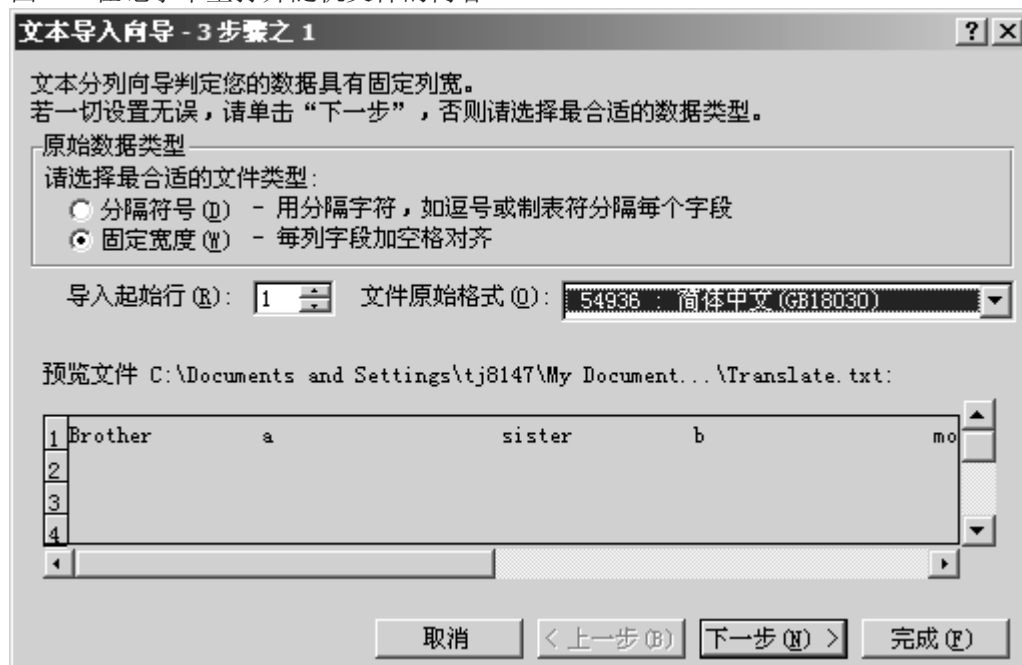 文本导入向导 - 3 步骤之 1
文本分列向导判定您的数据具有固定列宽。
若一切设置无误，请单击“下一步”，否则请选择最合适的数据类型。
原始数据类型
请选择最合适的文件类型:
分隔符号(D) - 用分隔字符，如逗号或制表符分隔每个字段
固定宽度(W) - 每列字段加空格对齐
导入起始行(R): 1 文件原始格式(O): 54936 : 简体中文(GB18030)
预览文件 C:\Documents and Settings\tj8147\My Document...\Translate.txt:
1 Brother a sister b mo
2
3
4
取消 < 上一步(B) 下一步(N) > 完成(F)